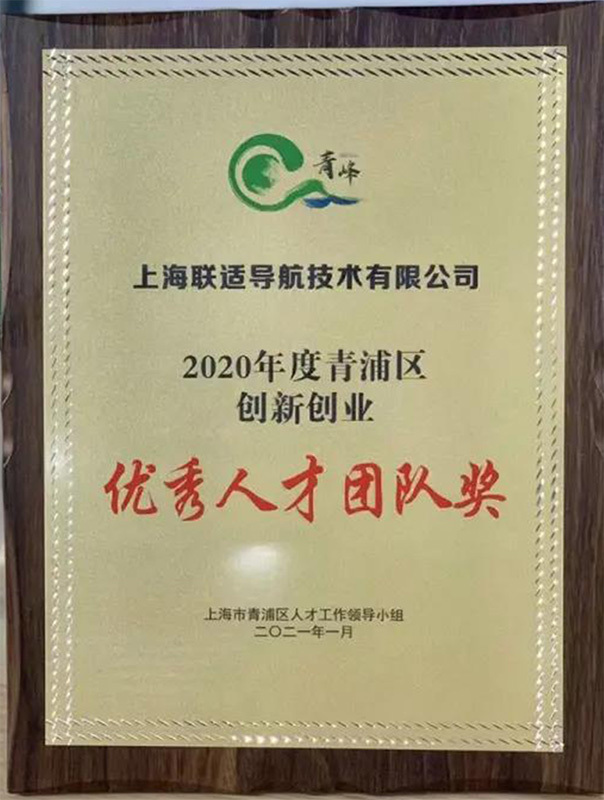 青峰
上海联适导航技术有限公司
2020年度青浦区
创新创业
优秀人才团队奖
上海市青浦区人才工作领导小组
二〇二一年一月